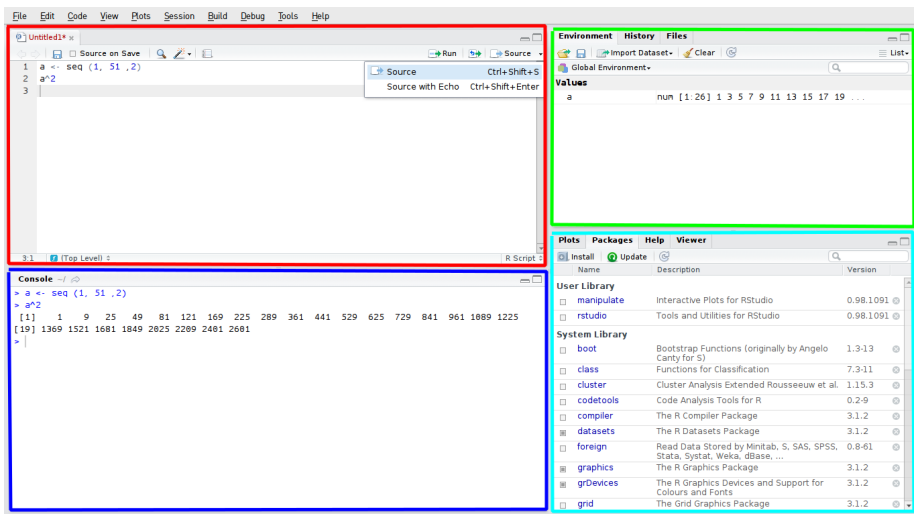 File Edit Code View Plots Session Build Debug Tools Help
Untitled1* ×
Source on Save Run Source
1 a <- seq (1, 51 ,2)
2 a^2
3
Source Ctrl+Shift+S
Source with Echo Ctrl+Shift+Enter
3:1 (Top Level) R Script
Console ~/
> a <- seq (1, 51 ,2)
> a^2
[1] 1 9 25 49 81 121 169 225 289 361 441 529 625 729 841 961 1089 1225
[19] 1369 1521 1681 1849 2025 2209 2401 2601
>
Environment History Files
Import Dataset Clear List
Global Environment
Values
a num [1:26] 1 3 5 7 9 11 13 15 17 19 ...
Plots Packages Help Viewer
Install Update
Name Description Version
User Library
manipulate Interactive Plots for RStudio 0.98.1091
rstudio Tools and Utilities for RStudio 0.98.1091
System Library
boot Bootstrap Functions (originally by Angelo 1.3-13
Canty for S)
class Functions for Classification 7.3-11
cluster Cluster Analysis Extended Rousseeuw et al. 1.15.3
codetools Code Analysis Tools for R 0.2-9
compiler The R Compiler Package 3.1.2
datasets The R Datasets Package 3.1.2
foreign Read Data Stored by Minitab, S, SAS, SPSS, 0.8-61
Stata, Systat, Weka, dBase, ...
graphics The R Graphics Package 3.1.2
grDevices The R Graphics Devices and Support for 3.1.2
Colours and Fonts
grid The Grid Graphics Package 3.1.2